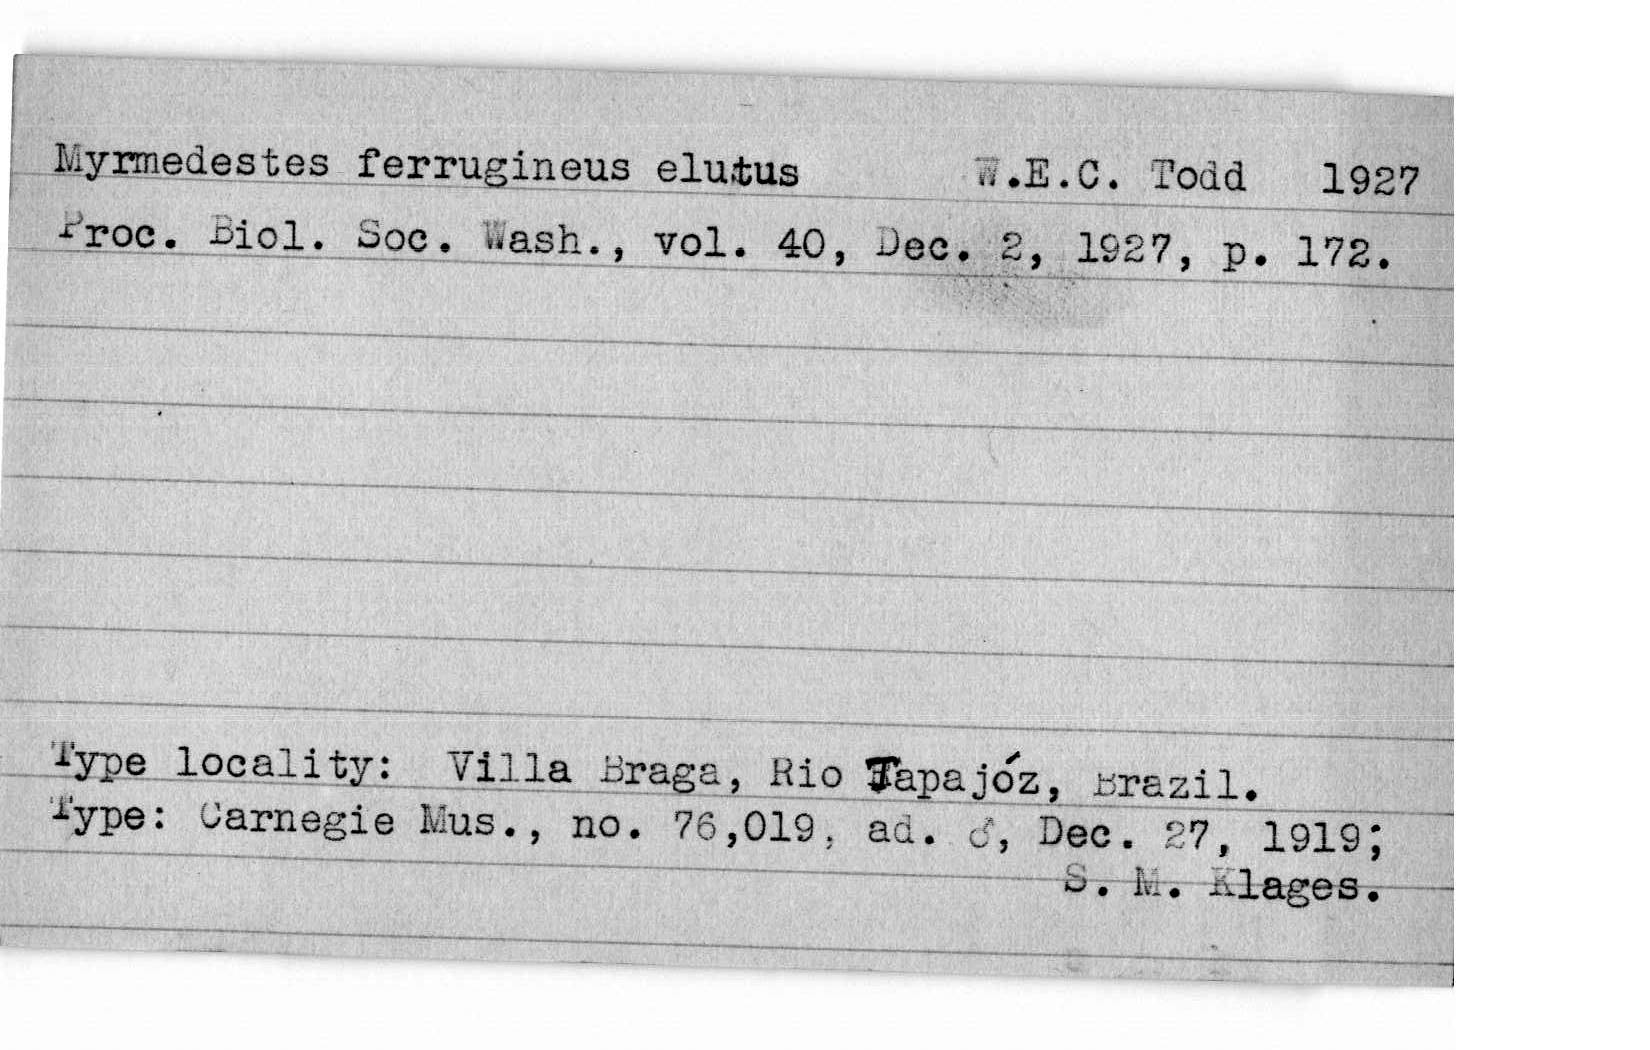 Myrmedestes ferrugineus elutus W.E.C. Todd 1927
Proc. Biol. Soc. Wash., vol. 40, Dec. 2, 1927, p. 172.
Type locality: Villa Braga, Rio Tapajóz, Brazil.
Type: Carnegie Mus., no. 76,019, ad. ♂, Dec. 27, 1919;
S. M. Klages.